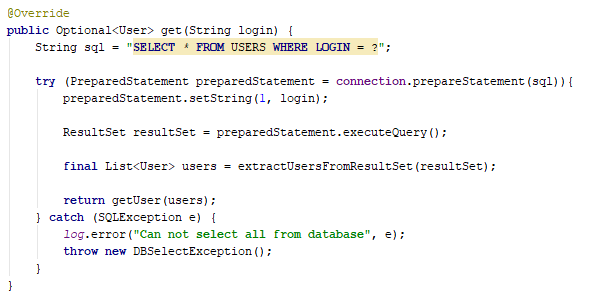 @Override
public Optional<User> get(String login) {
    String sql = "SELECT * FROM USERS WHERE LOGIN = ?";
    try (PreparedStatement preparedStatement = connection.prepareStatement(sql)){
        preparedStatement.setString(1, login);
        ResultSet resultSet = preparedStatement.executeQuery();
        final List<User> users = extractUsersFromResultSet(resultSet);
        return getUser(users);
    } catch (SQLException e) {
        log.error("Can not select all from database", e);
        throw new DBSelectException();
    }
}